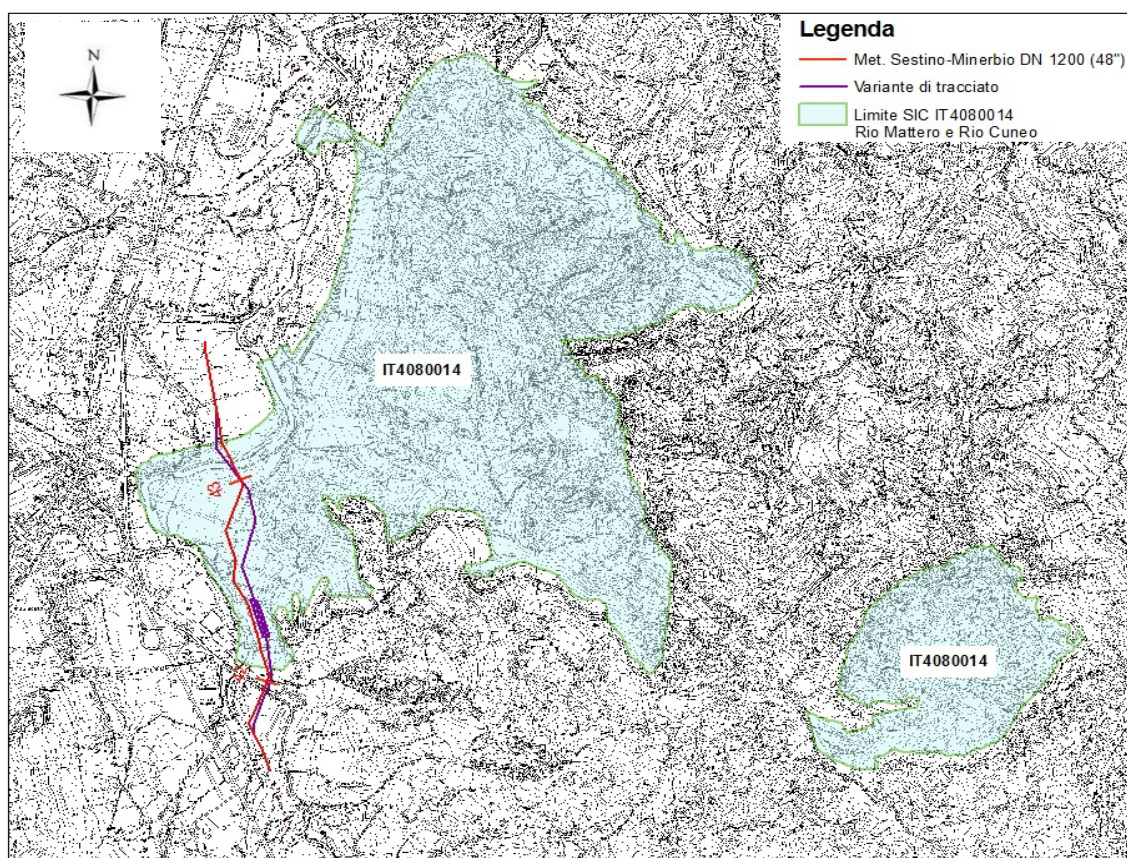 N
Legenda
Met. Sestino-Minerbio DN 1200 (48")
Variante di tracciato
Limite SIC IT4080014
Rio Mattero e Rio Cuneo
IT4080014
43
IT4080014